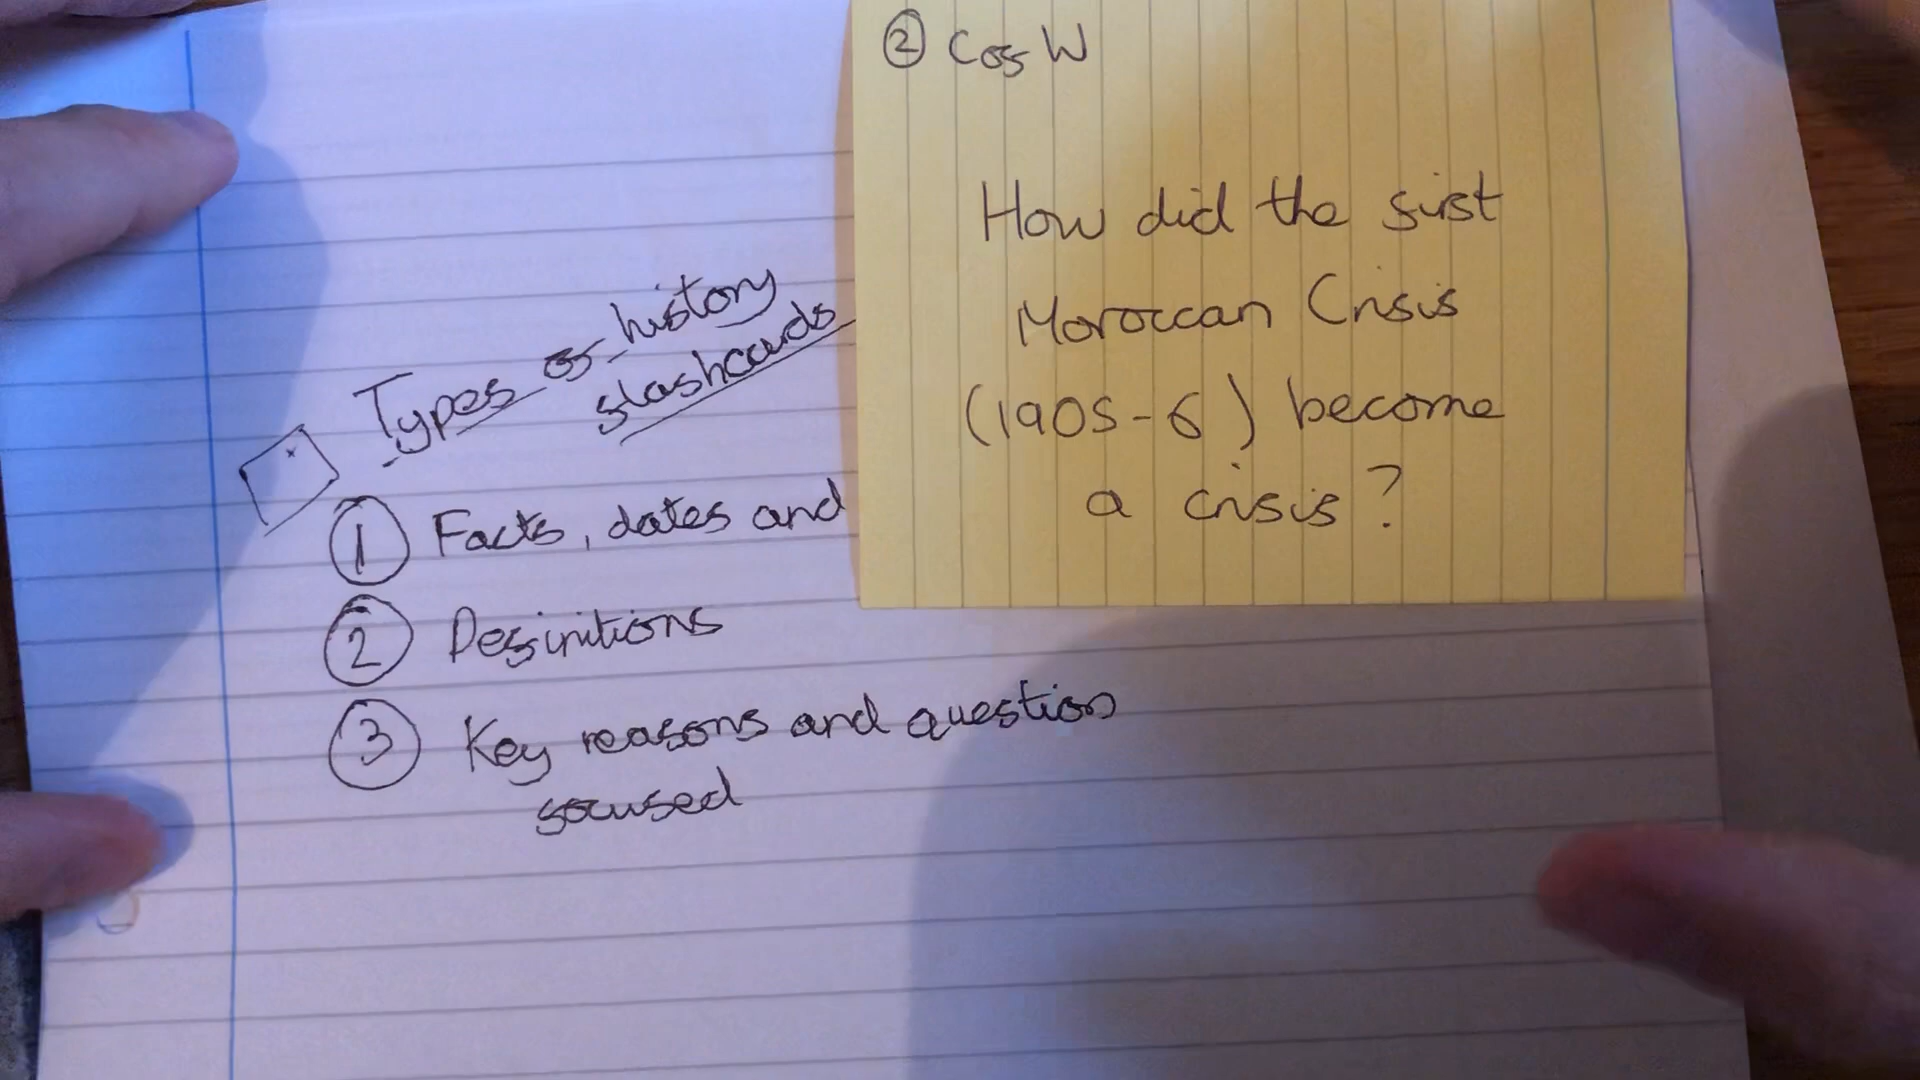 Types of history
flashcards
① Facts, dates and
② Definitions
③ Key reasons and question
focused
② Cof W
How did the first
Moroccan Crisis
(1905-6) become
a crisis?